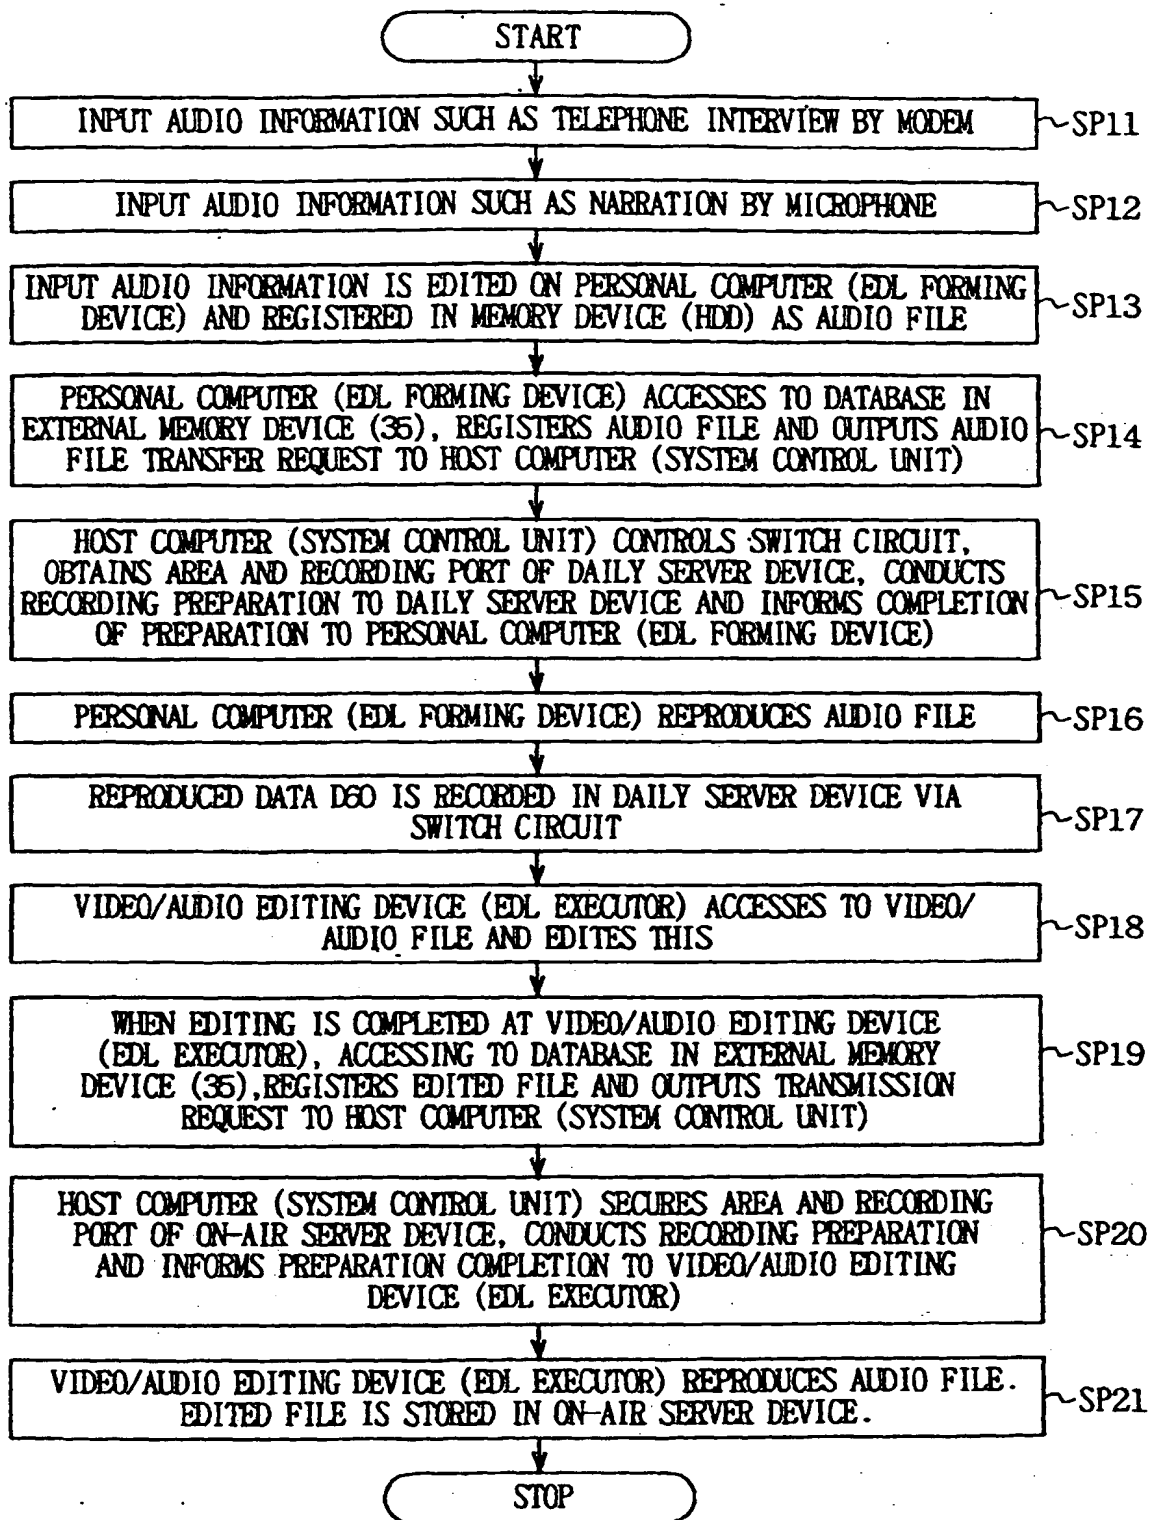 START
INPUT AUDIO INFORMATION SUCH AS TELEPHONE INTERVIEW BY MODEM
SP11
INPUT AUDIO INFORMATION SUCH AS NARRATION BY MICROPHONE
SP12
INPUT AUDIO INFORMATION IS EDITED ON PERSONAL COMPUTER (EDL FORMING
DEVICE) AND REGISTERED IN MEMORY DEVICE (HDD) AS AUDIO FILE
SP13
PERSONAL COMPUTER (EDL FORMING DEVICE) ACCESSES TO DATABASE IN
EXTERNAL MEMORY DEVICE (35), REGISTERS AUDIO FILE AND OUTPUTS AUDIO
FILE TRANSFER REQUEST TO HOST COMPUTER (SYSTEM CONTROL UNIT)
SP14
HOST COMPUTER (SYSTEM CONTROL UNIT) CONTROLS SWITCH CIRCUIT,
OBTAINS AREA AND RECORDING PORT OF DAILY SERVER DEVICE, CONDUCTS
RECORDING PREPARATION TO DAILY SERVER DEVICE AND INFORMS COMPLETION
OF PREPARATION TO PERSONAL COMPUTER (EDL FORMING DEVICE)
SP15
PERSONAL COMPUTER (EDL FORMING DEVICE) REPRODUCES AUDIO FILE
SP16
REPRODUCED DATA D60 IS RECORDED IN DAILY SERVER DEVICE VIA
SWITCH CIRCUIT
SP17
VIDEO/AUDIO EDITING DEVICE (EDL EXECUTOR) ACCESSES TO VIDEO/
AUDIO FILE AND EDITES THIS
SP18
WHEN EDITING IS COMPLETED AT VIDEO/AUDIO EDITING DEVICE
(EDL EXECUTOR), ACCESSING TO DATABASE IN EXTERNAL MEMORY
DEVICE (35),REGISTERS EDITED FILE AND OUTPUTS TRANSMISSION
REQUEST TO HOST COMPUTER (SYSTEM CONTROL UNIT)
SP19
HOST COMPUTER (SYSTEM CONTROL UNIT) SECURES AREA AND RECORDING
PORT OF ON-AIR SERVER DEVICE, CONDUCTS RECORDING PREPARATION
AND INFORMS PREPARATION COMPLETION TO VIDEO/AUDIO EDITING
DEVICE (EDL EXECUTOR)
SP20
VIDEO/AUDIO EDITING DEVICE (EDL EXECUTOR) REPRODUCES AUDIO FILE.
EDITED FILE IS STORED IN ON-AIR SERVER DEVICE.
SP21
STOP